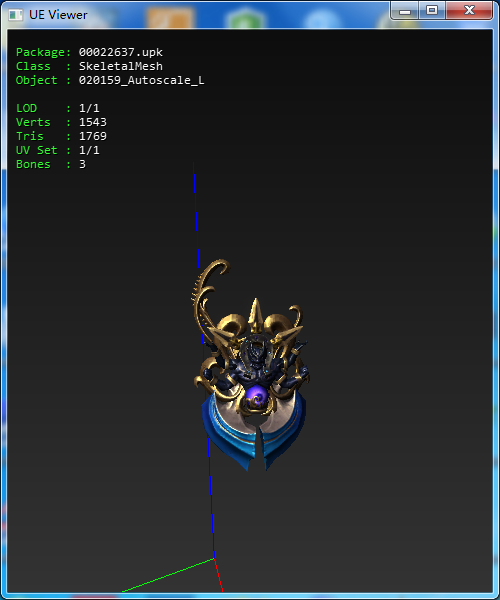 UE Viewer
Package: 00022637.upk
Class : SkeletalMesh
Object : 020159_Autoscale_L
LOD : 1/1
Verts : 1543
Tris : 1769
UV Set : 1/1
Bones : 3